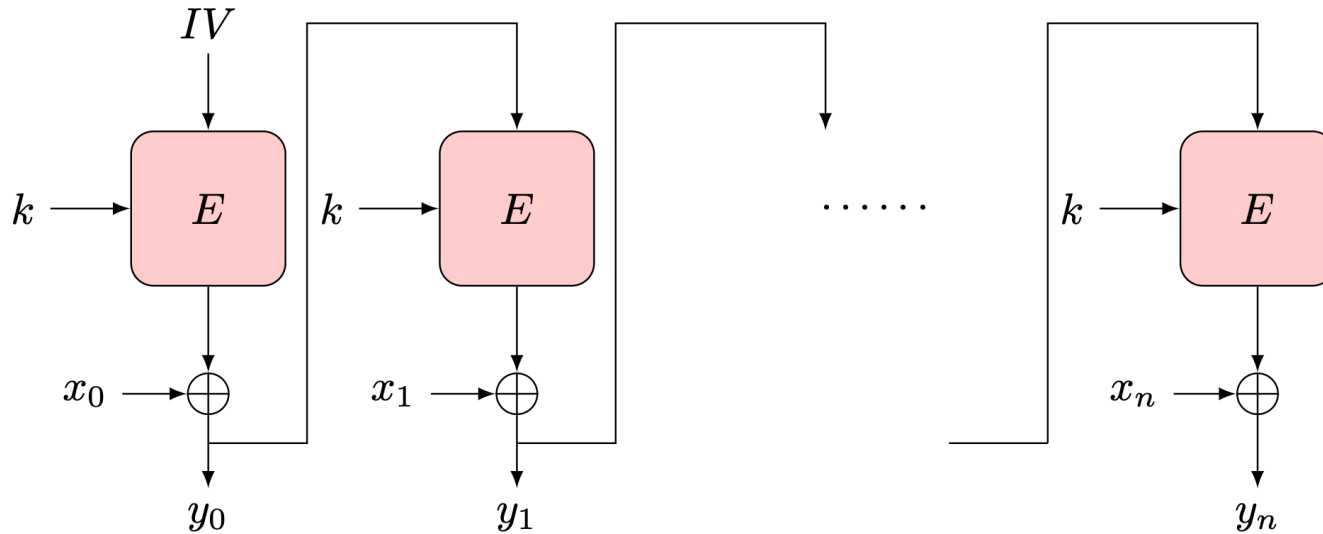 IV
k E k E ...... k E
x₀ x₁ xₙ
y₀ y₁ yₙ